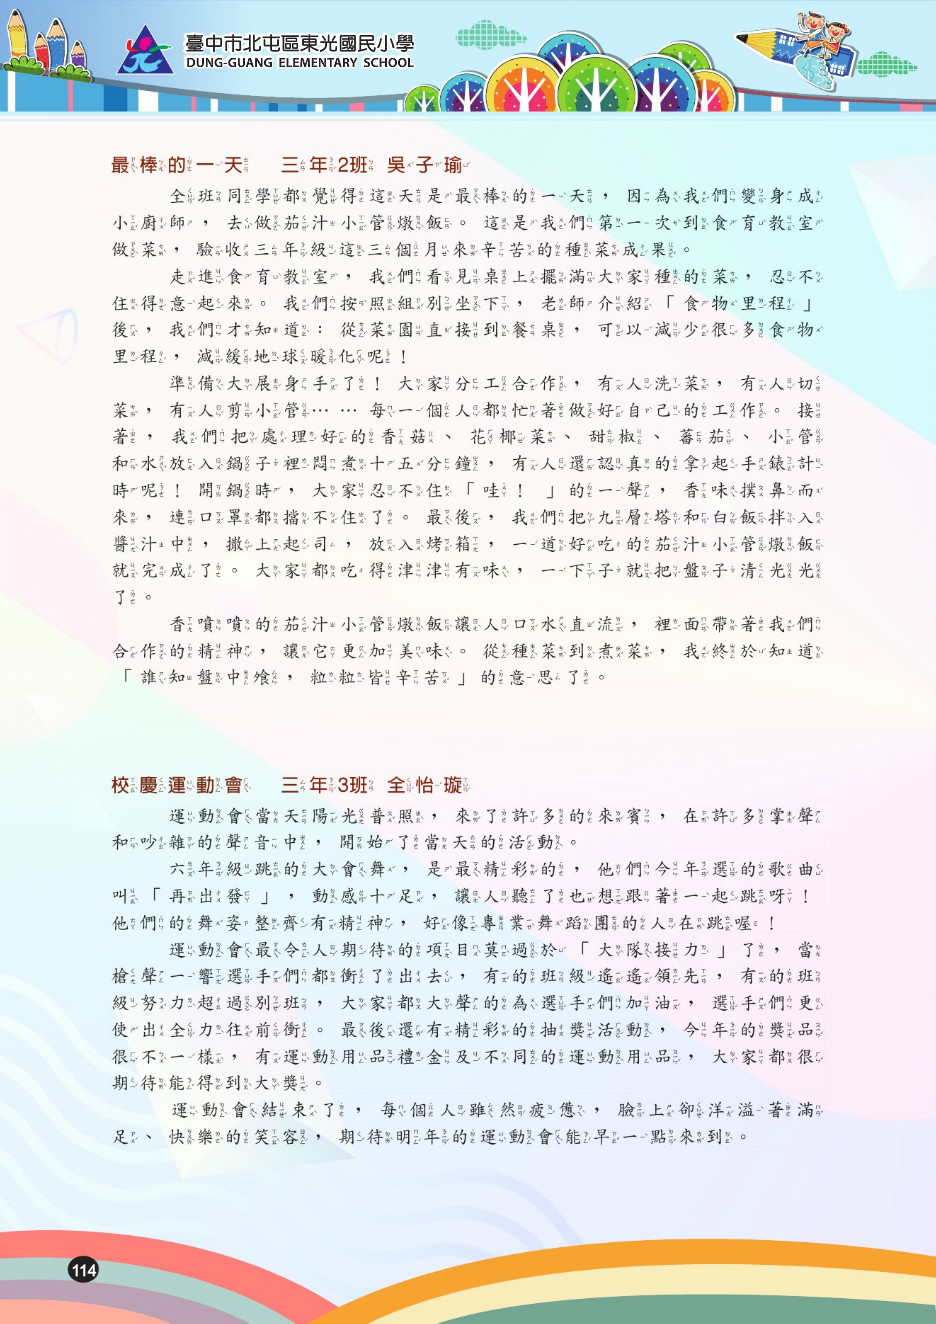 臺中市北屯區東光國民小學
DUNG-GUANG ELEMENTARY SCHOOL
最棒的一天 三年2班 吳子瑜
全班同學都覺得這天是最棒的一天，因為我們變身成
小廚師，去做茄汁小管燉飯。這是我們第一次到食育教室
做菜，驗收三年級這三個月來辛苦的種菜成果。
走進食育教室，我們看見桌上擺滿大家種的菜，忍不
住得意起來。我們按照組別坐下，老師介紹「食物里程」
後，我們才知道：從菜園直接到餐桌，可以減少很多食物
里程，減緩地球暖化呢！
準備大展身手了！大家分工合作，有人洗菜，有人切
菜，有人剪小管……每一個人都忙著做好自己的工作。接
著，我們把處理好的香菇、花椰菜、甜椒、蕃茄、小管
和水放入鍋子裡悶煮十五分鐘，有人還認真的拿起手錶計
時呢！開鍋時，大家忍不住「哇！」的一聲，香味撲鼻而
來，連口罩都擋不住了。最後，我們把九層塔和白飯拌入
醬汁中，撒上起司，放入烤箱，一道好吃的茄汁小管燉飯
就完成了。大家都吃得津津有味，一下子就把盤子清光光
了。
香噴噴的茄汁小管燉飯讓人口水直流，裡面帶著我們
合作的精神，讓它更加美味。從種菜到煮菜，我終於知道
「誰知盤中飧，粒粒皆辛苦」的意思了。
校慶運動會 三年3班 全怡璇
運動會當天陽光普照，來了許多的來賓，在許多掌聲
和吵雜的聲音中，開始了當天的活動。
六年級跳的大會舞，是最精彩的，他們今年選的歌曲
叫「再出發」，動感十足，讓人聽了也想跟著一起跳呀！
他們的舞姿整齊有精神，好像專業舞蹈團的人在跳喔！
運動會最令人期待的項目莫過於「大隊接力」了，當
槍聲一響選手們都衝了出去，有的班級遙遙領先，有的班
級努力超過別班，大家都大聲的為選手們加油，選手們更
使出全力往前衝。最後還有精彩的抽獎活動，今年的獎品
很不一樣，有運動用品禮金及不同的運動用品，大家都很
期待能得到大獎。
運動會結束了，每個人雖然疲憊，臉上卻洋溢著滿
足、快樂的笑容，期待明年的運動會能早一點來到。
114